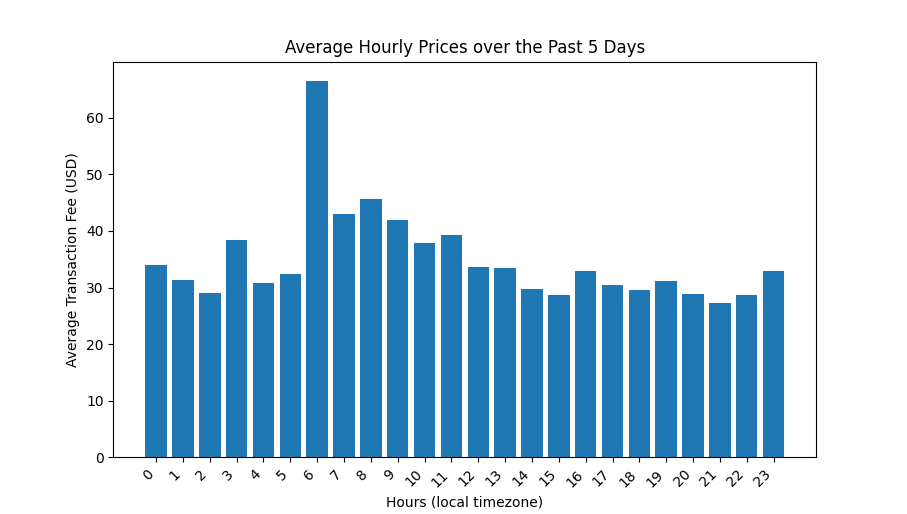 Average Hourly Prices over the Past 5 Days
Average Transaction Fee (USD)
60
50
40
30
20
10
0
0 1 2 3 4 5 6 7 8 9 10 11 12 13 14 15 16 17 18 19 20 21 22 23
Hours (local timezone)